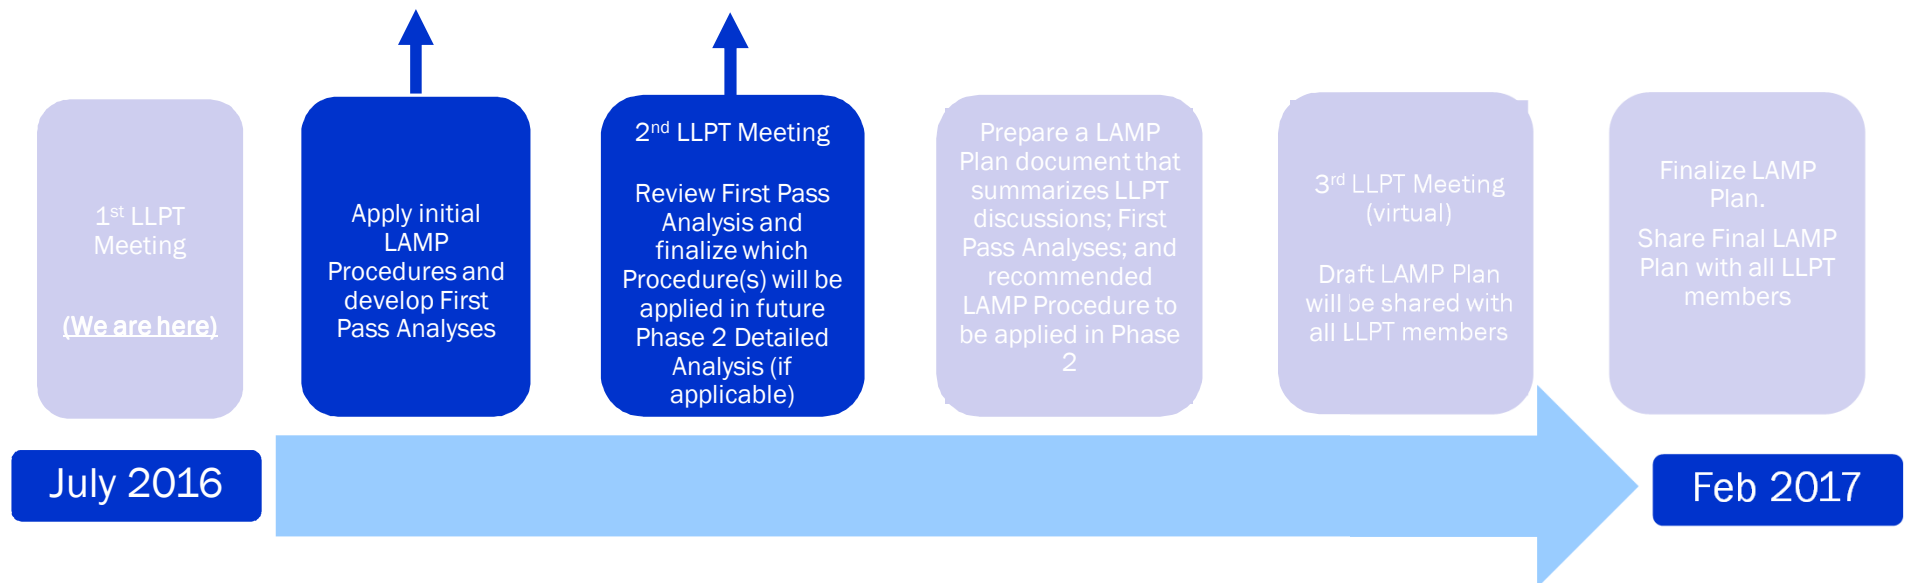 1st LLPT
Meeting
(We are here)
Apply initial
LAMP
Procedures and
develop First
Pass Analyses
2nd LLPT Meeting
Review First Pass
Analysis and
finalize which
Procedure(s) will be
applied in future
Phase 2 Detailed
Analysis (if
applicable)
Prepare a LAMP
Plan document that
summarizes LLPT
discussions; First
Pass Analyses; and
recommended
LAMP Procedure to
be applied in Phase
2
3rd LLPT Meeting
(virtual)
Draft LAMP Plan
will be shared with
all LLPT members
Finalize LAMP
Plan.
Share Final LAMP
Plan with all LLPT
members
July 2016
Feb 2017